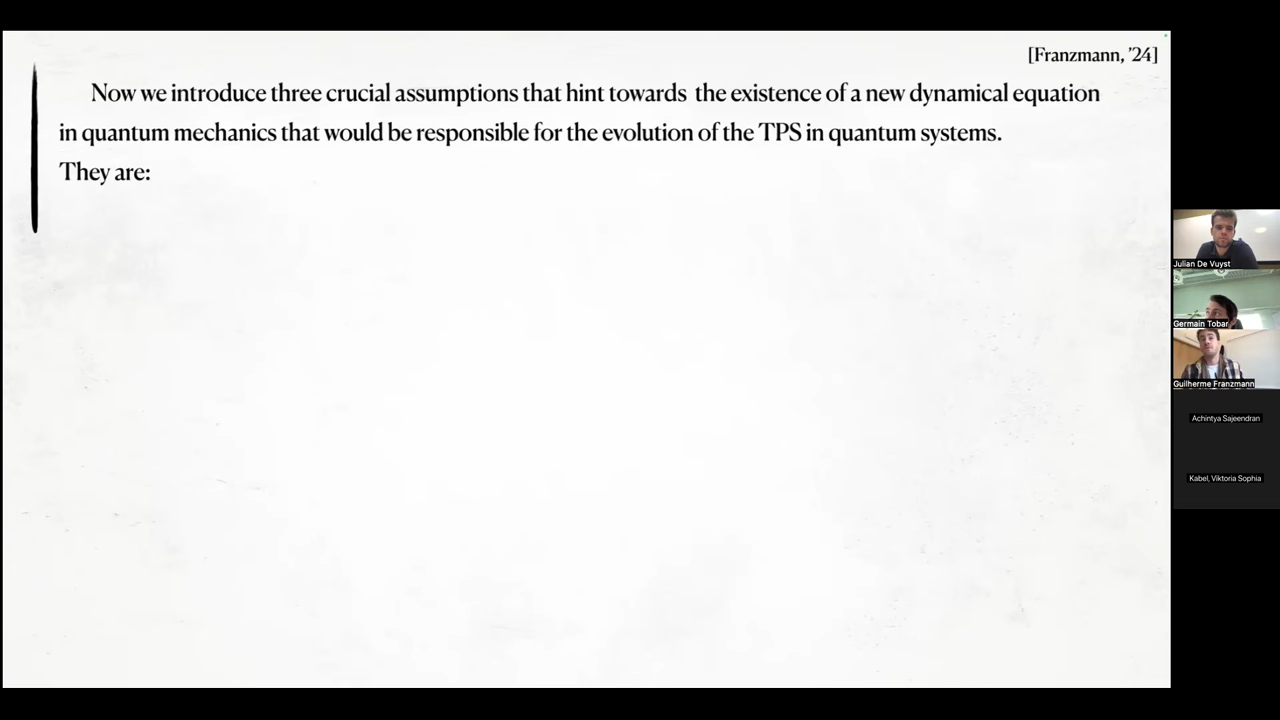 [Franzmann, '24]
Now we introduce three crucial assumptions that hint towards the existence of a new dynamical equation
in quantum mechanics that would be responsible for the evolution of the TPS in quantum systems.
They are:
Julian De Vuyst
Germain Tobar
Guilherme Franzmann
Achintya Sajeendran
Kabel, Viktoria Sophia